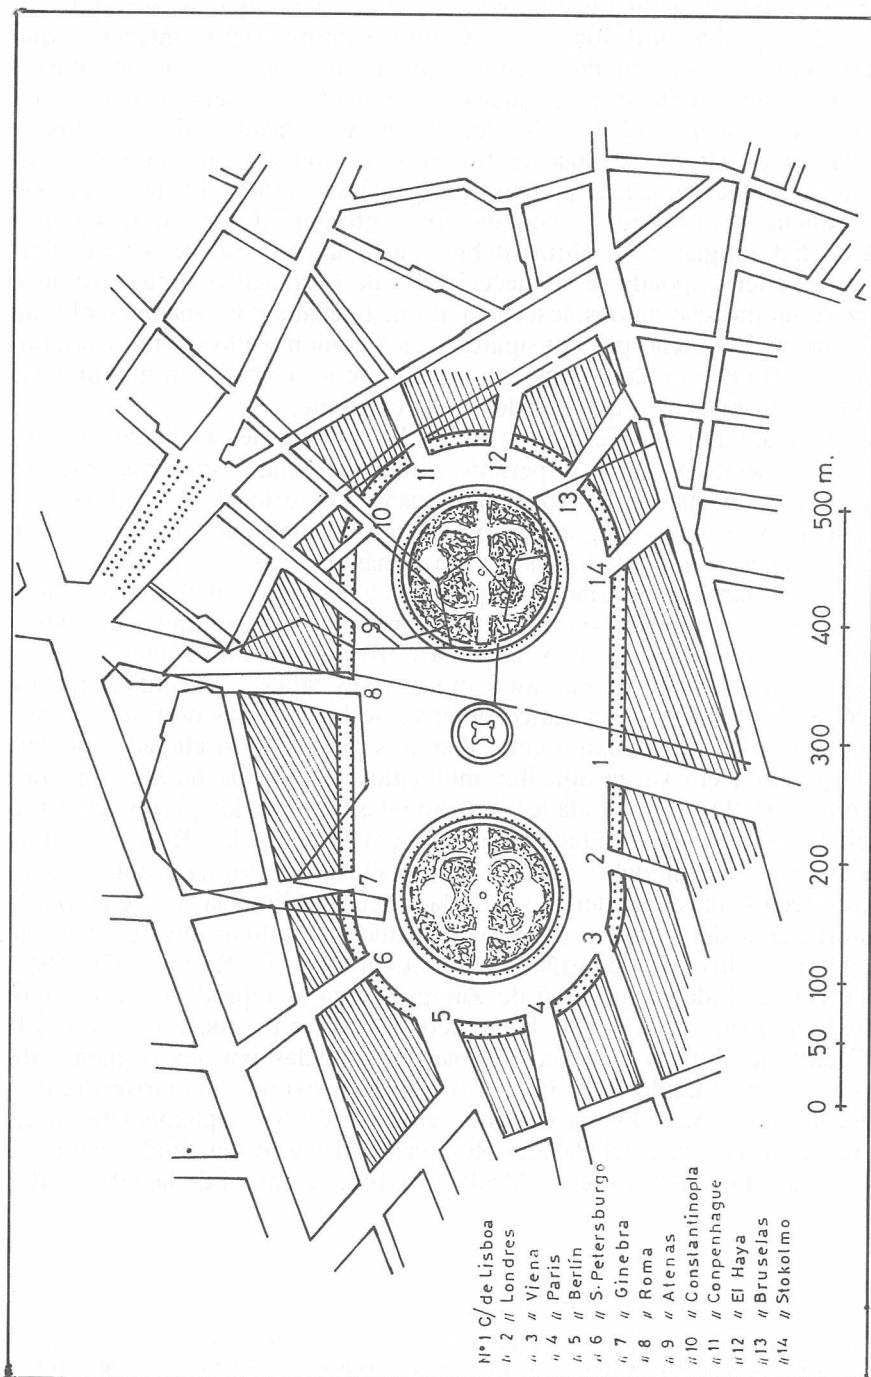 Nº 1 C/ de Lisboa
〃 2 〃 Londres
〃 3 〃 Viena
〃 4 〃 Paris
〃 5 〃 Berlín
〃 6 〃 S. Petersburgo
〃 7 〃 Ginebra
〃 8 〃 Roma
〃 9 〃 Atenas
〃 10 〃 Constantinopla
〃 11 〃 Conpenhague
〃 12 〃 El Haya
〃 13 〃 Bruselas
〃 14 〃 Stokolmo
0 50 100 200 300 400 500 m.
1
2
3
4
5
6
7
8
9
10
11
12
13
14